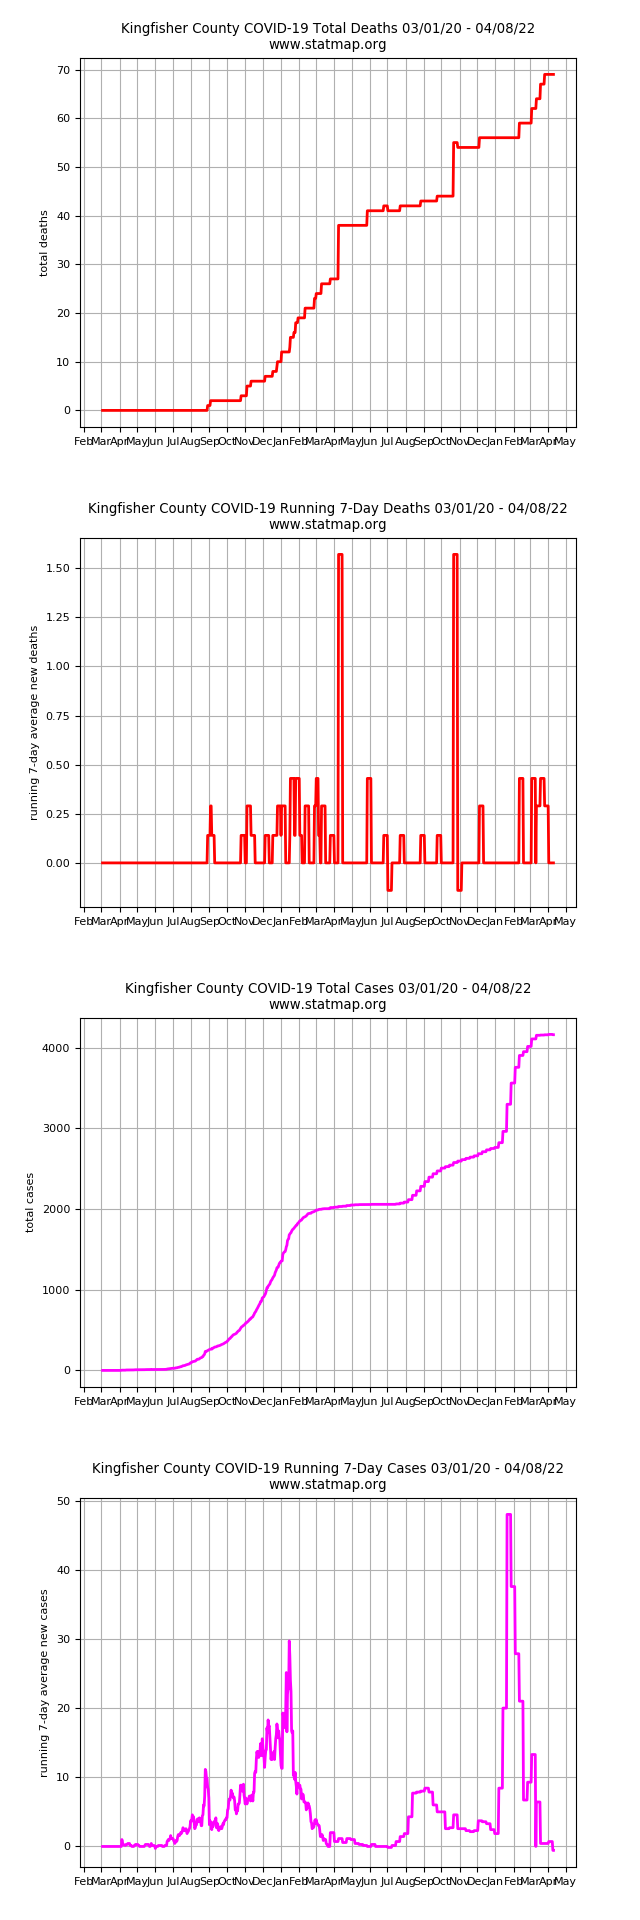 Kingfisher County COVID-19 Total Deaths 03/01/20 - 04/08/22
www.statmap.org
70
60
50
40
30
20
10
0
total deaths
Feb Mar Apr May Jun Jul Aug Sep Oct Nov Dec Jan Feb Mar Apr May Jun Jul Aug Sep Oct Nov Dec Jan Feb Mar Apr May
Kingfisher County COVID-19 Running 7-Day Deaths 03/01/20 - 04/08/22
www.statmap.org
1.50
1.25
1.00
0.75
0.50
0.25
0.00
running 7-day average new deaths
Feb Mar Apr May Jun Jul Aug Sep Oct Nov Dec Jan Feb Mar Apr May Jun Jul Aug Sep Oct Nov Dec Jan Feb Mar Apr May
Kingfisher County COVID-19 Total Cases 03/01/20 - 04/08/22
www.statmap.org
4000
3000
2000
1000
0
total cases
Feb Mar Apr May Jun Jul Aug Sep Oct Nov Dec Jan Feb Mar Apr May Jun Jul Aug Sep Oct Nov Dec Jan Feb Mar Apr May
Kingfisher County COVID-19 Running 7-Day Cases 03/01/20 - 04/08/22
www.statmap.org
50
40
30
20
10
0
running 7-day average new cases
Feb Mar Apr May Jun Jul Aug Sep Oct Nov Dec Jan Feb Mar Apr May Jun Jul Aug Sep Oct Nov Dec Jan Feb Mar Apr May